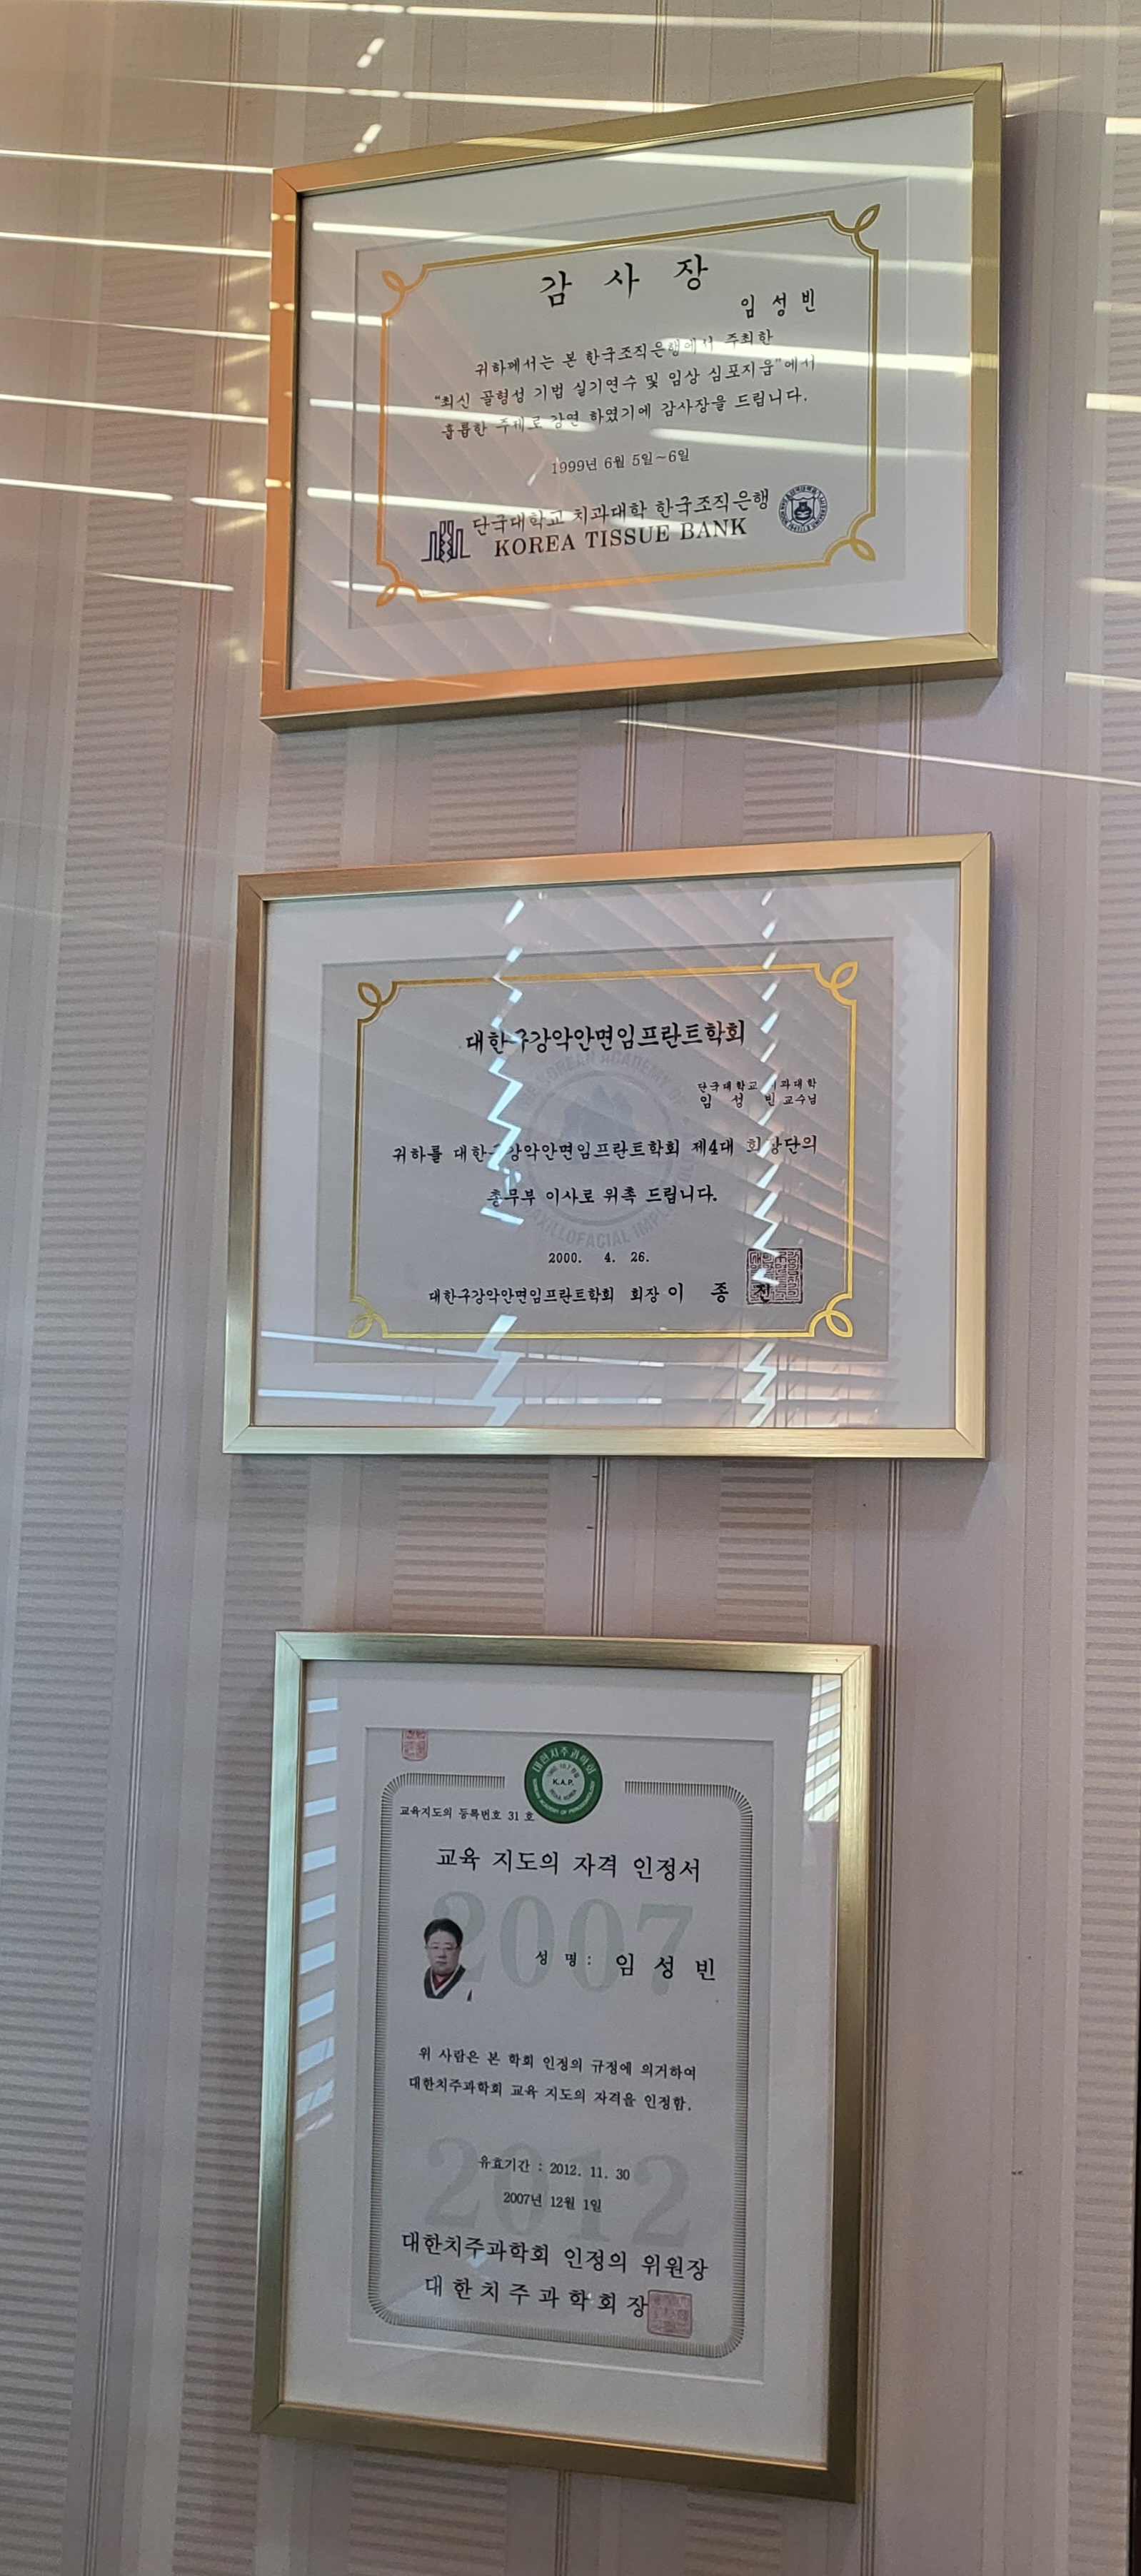 감 사 장
임 성 빈
귀하께서는 본 한국조직은행에서 주최한
"최신 골형성 기법 실기연수 및 임상 심포지움"에서
훌륭한 주제로 강연 하였기에 감사장을 드립니다.
1999년 6월 5일~6일
단국대학교 치과대학 한국조직은행
KOREA TISSUE BANK
대한구강악안면임프란트학회
단국대학교 치과대학
임 성 빈 교수님
귀하를 대한구강악안면임프란트학회 제4대 회장단의
총무부 이사로 위촉 드립니다.
2000. 4. 26.
대한구강악안면임프란트학회 회장 이 종 진
대한치주과학회
K.A.P.
KOREAN ACADEMY OF PERIODONTOLOGY
교육지도의 등록번호 31 호
교육 지도의 자격 인정서
2007
성 명 : 임 성 빈
위 사람은 본 학회 인정의 규정에 의거하여
대한치주과학회 교육 지도의 자격을 인정함.
2012
유효기간 : 2012. 11. 30
2007년 12월 1일
대한치주과학회 인정의 위원장
대한치주과학회장